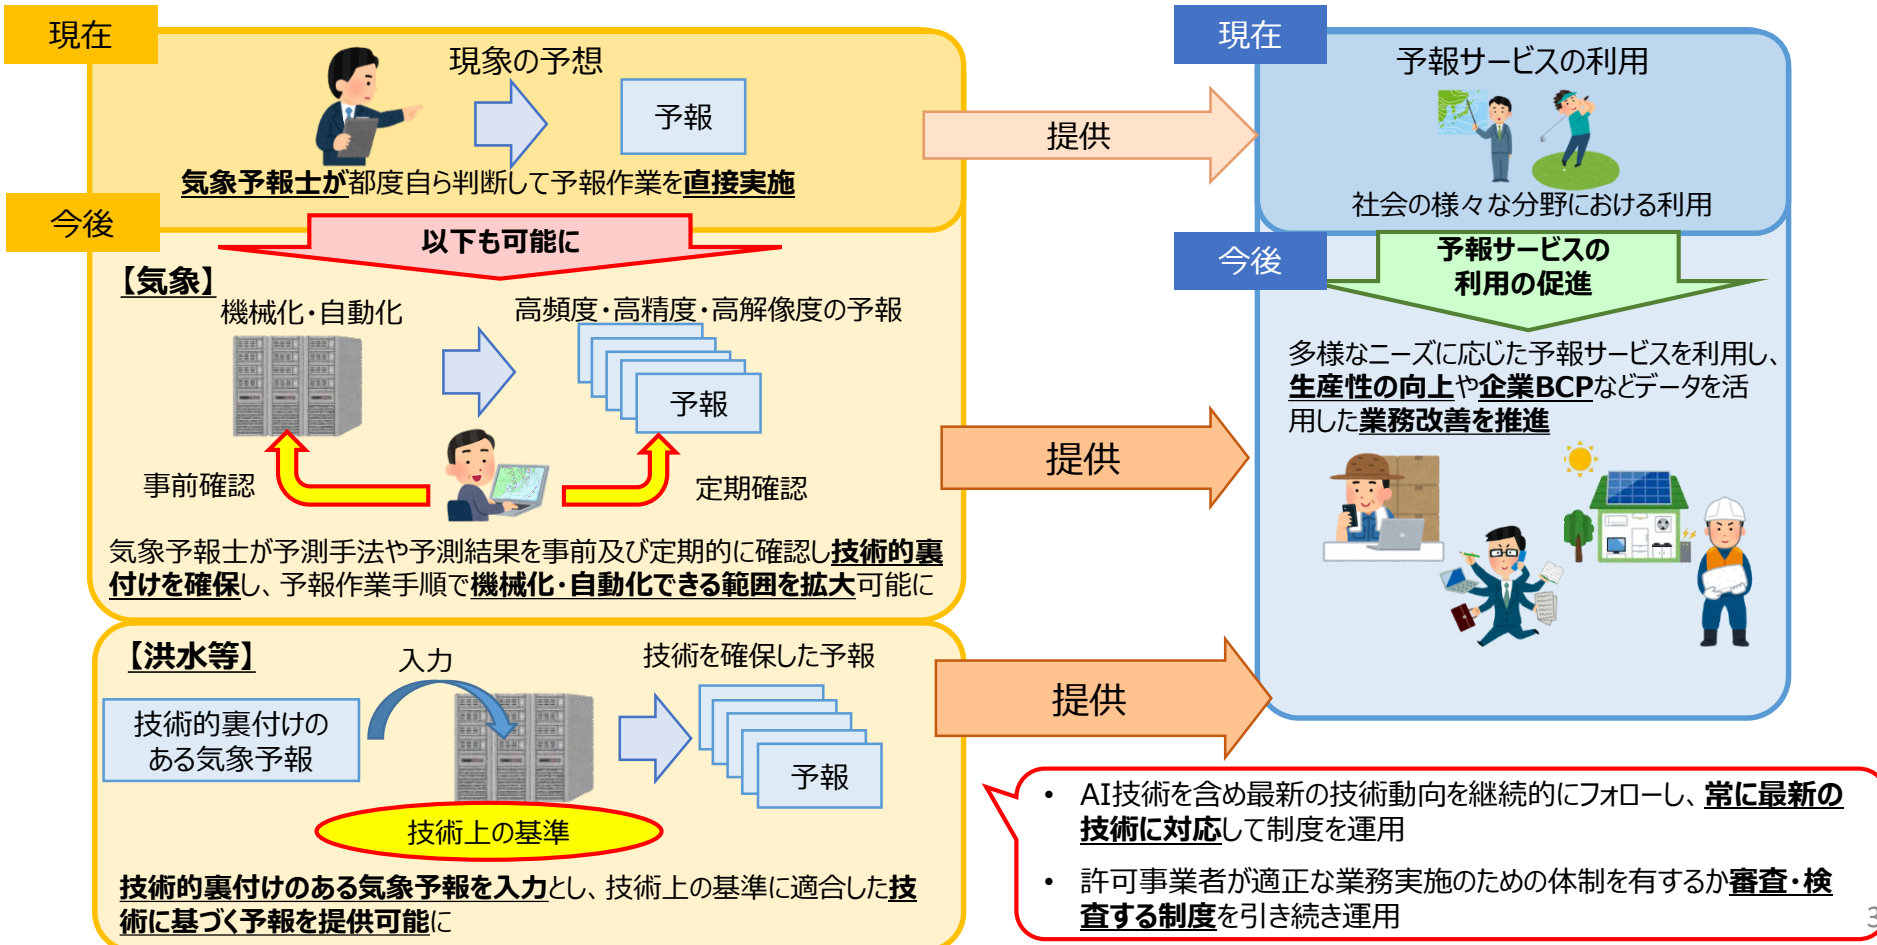 現在
現象の予想
予報
気象予報士が都度自ら判断して予報作業を直接実施
今後
以下も可能に
【気象】
機械化・自動化
高頻度・高精度・高解像度の予報
予報
事前確認
定期確認
気象予報士が予測手法や予測結果を事前及び定期的に確認し技術的裏
付けを確保し、予報作業手順で機械化・自動化できる範囲を拡大可能に
【洪水等】
入力
技術を確保した予報
技術的裏付けの
ある気象予報
予報
技術上の基準
技術的裏付けのある気象予報を入力とし、技術上の基準に適合した技
術に基づく予報を提供可能に
提供
提供
提供
現在
予報サービスの利用
社会の様々な分野における利用
今後
予報サービスの
利用の促進
多様なニーズに応じた予報サービスを利用し、
生産性の向上や企業BCPなどデータを活
用した業務改善を推進
• AI技術を含め最新の技術動向を継続的にフォローし、常に最新の
技術に対応して制度を運用
• 許可事業者が適正な業務実施のための体制を有するか審査・検
査する制度を引き続き運用
3